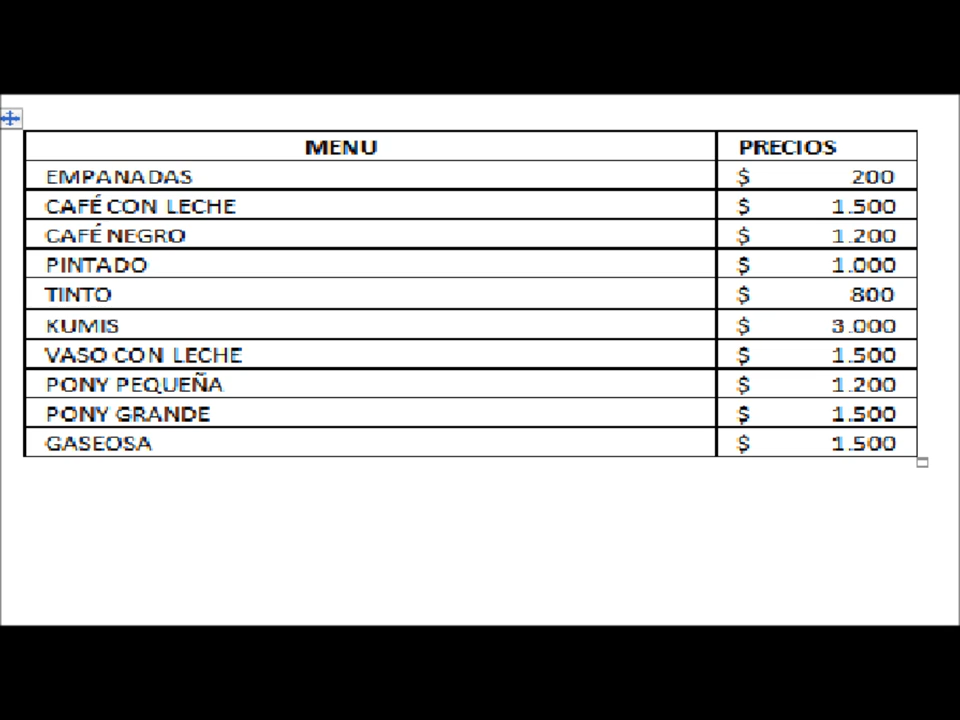 MENU PRECIOS
EMPANADAS $ 200
CAFÉ CON LECHE $ 1.500
CAFÉ NEGRO $ 1.200
PINTADO $ 1.000
TINTO $ 800
KUMIS $ 3.000
VASO CON LECHE $ 1.500
PONY PEQUEÑA $ 1.200
PONY GRANDE $ 1.500
GASEOSA $ 1.500